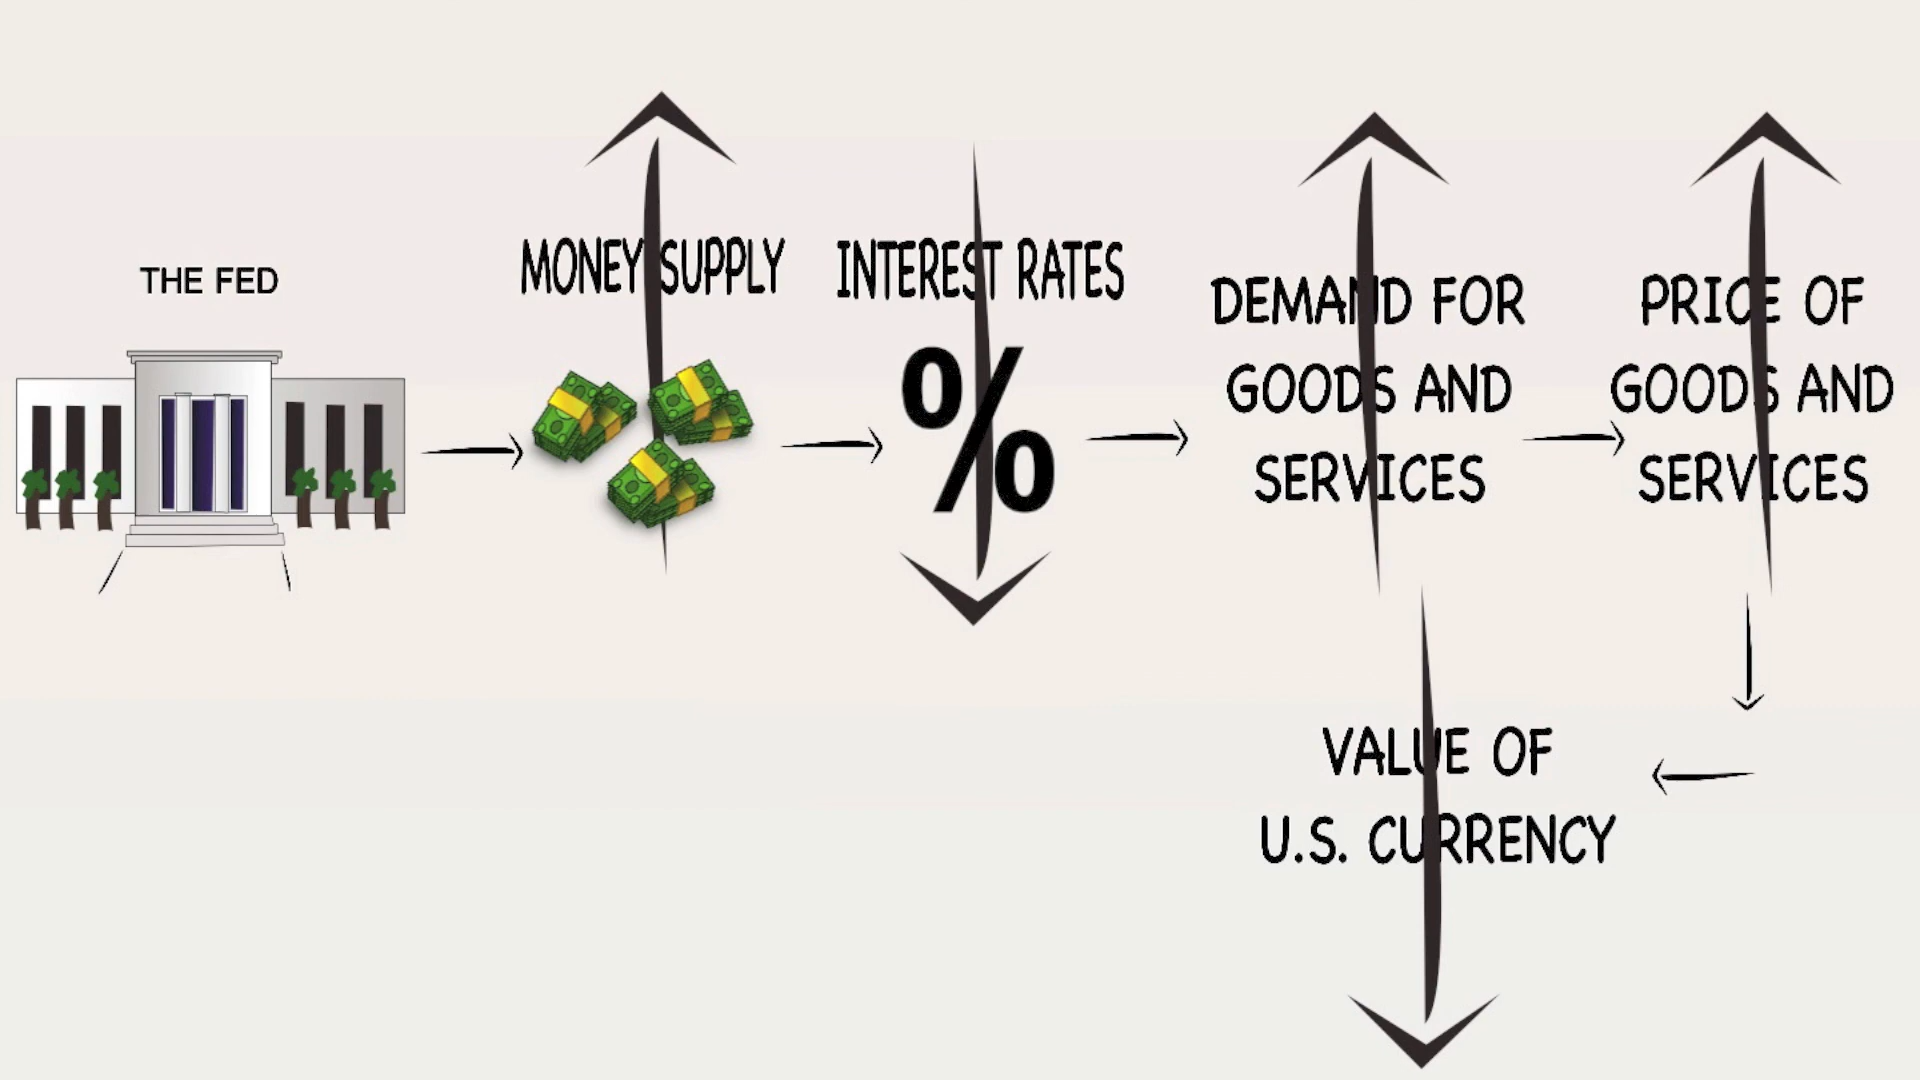 THE FED
MONEY SUPPLY
INTEREST RATES
%
DEMAND FOR
GOODS AND
SERVICES
PRICE OF
GOODS AND
SERVICES
VALUE OF
U.S. CURRENCY